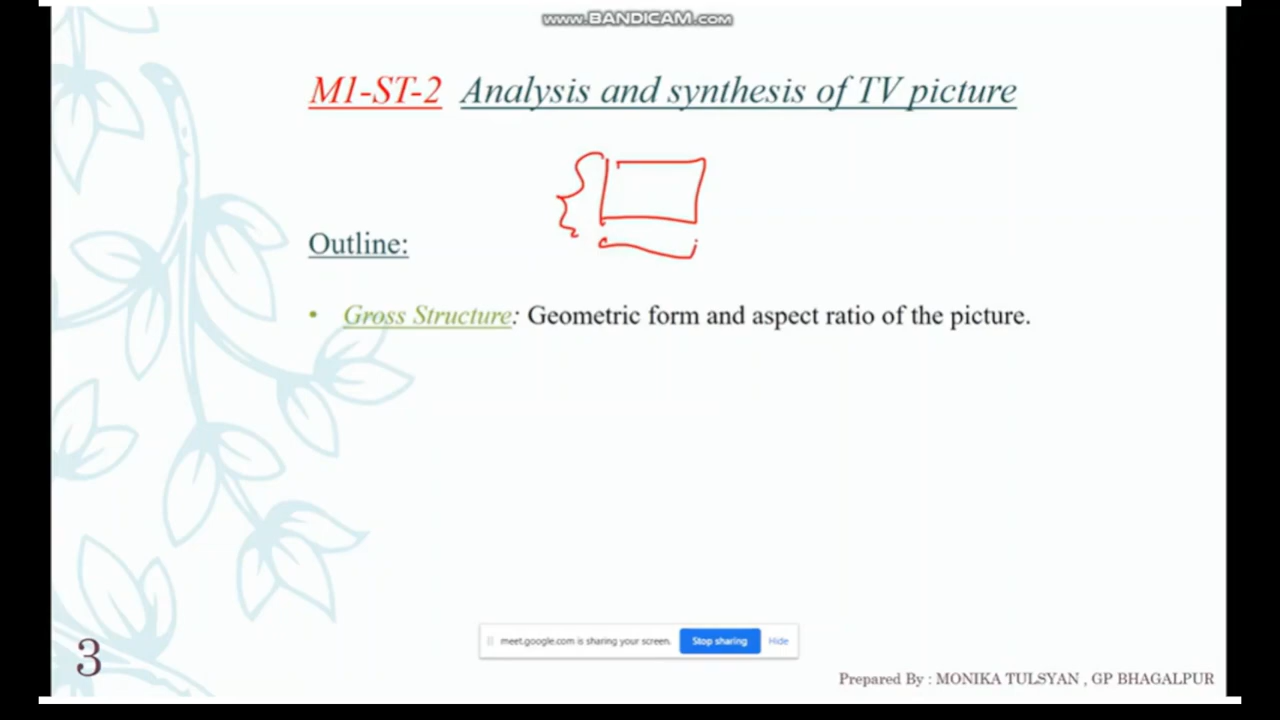 www.BANDICAM.com
M1-ST-2 Analysis and synthesis of TV picture
Outline:
• Gross Structure: Geometric form and aspect ratio of the picture.
meet.google.com is sharing your screen. Stop sharing Hide
3
Prepared By : MONIKA TULSYAN , GP BHAGALPUR